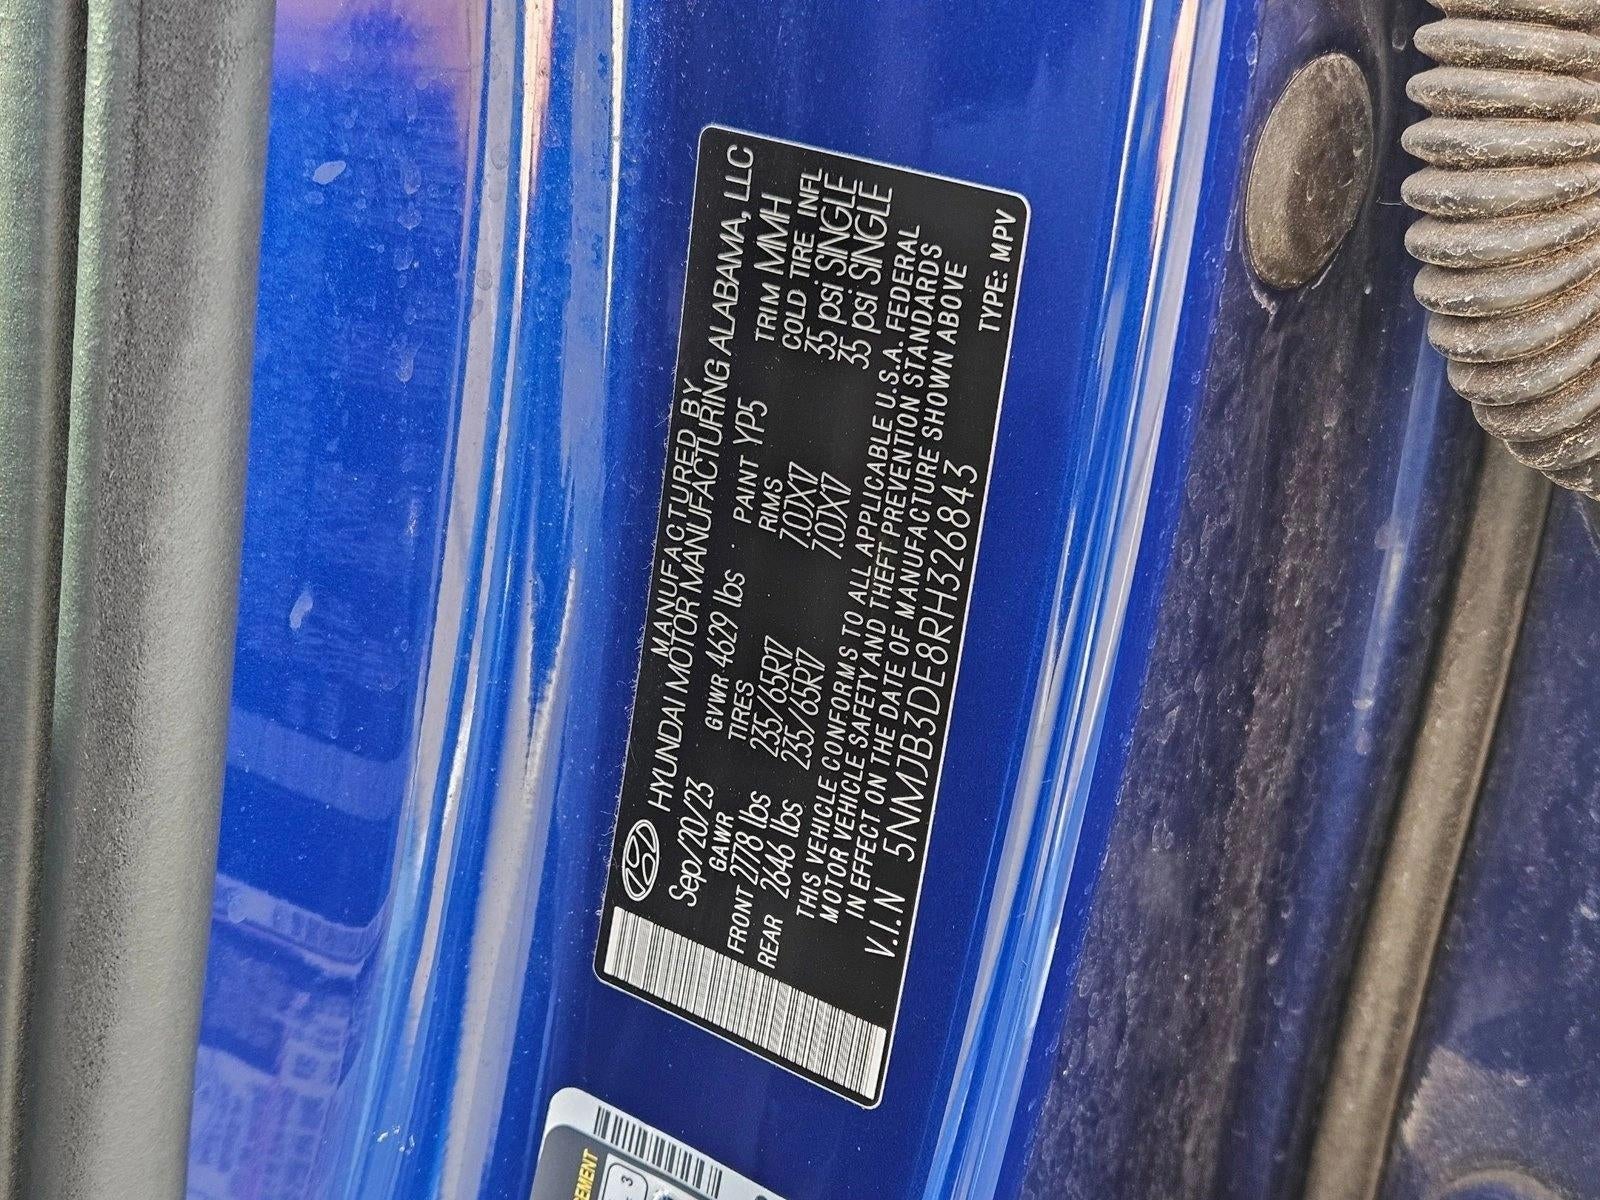 MANUFACTURED BY
HYUNDAI MOTOR MANUFACTURING ALABAMA, LLC
Sep/20/23 GVWR 4629 lbs PAINT YP5 TRIM MMH
GAWR TIRES RIMS COLD TIRE INFL
FRONT 2778 lbs 235/65R17 7.0JX17 35 psi SINGLE
REAR 2646 lbs 235/65R17 7.0JX17 35 psi SINGLE
THIS VEHICLE CONFORMS TO ALL APPLICABLE U.S.A. FEDERAL
MOTOR VEHICLE SAFETY AND THEFT PREVENTION STANDARDS
IN EFFECT ON THE DATE OF MANUFACTURE SHOWN ABOVE
V.I.N 5NMJB3DE8RH326843 TYPE: MPV